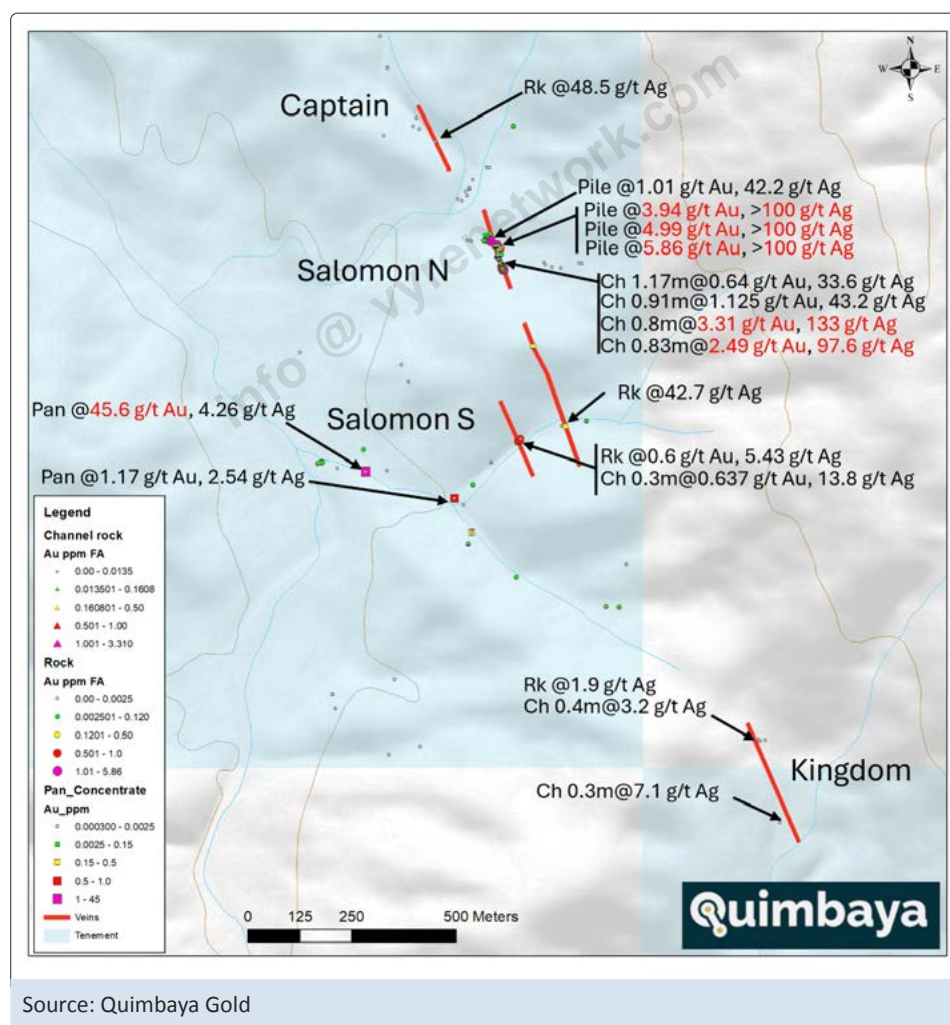 N
W E
S
Captain
Rk @48.5 g/t Ag
Pile @1.01 g/t Au, 42.2 g/t Ag
Pile @3.94 g/t Au, >100 g/t Ag
Pile @4.99 g/t Au, >100 g/t Ag
Pile @5.86 g/t Au, >100 g/t Ag
Salomon N
Ch 1.17m@0.64 g/t Au, 33.6 g/t Ag
Ch 0.91m@1.125 g/t Au, 43.2 g/t Ag
Ch 0.8m@3.31 g/t Au, 133 g/t Ag
Ch 0.83m@2.49 g/t Au, 97.6 g/t Ag
info @ vylenetwork.com
Rk @42.7 g/t Ag
Pan @45.6 g/t Au, 4.26 g/t Ag
Salomon S
Rk @0.6 g/t Au, 5.43 g/t Ag
Ch 0.3m@0.637 g/t Au, 13.8 g/t Ag
Pan @1.17 g/t Au, 2.54 g/t Ag
Legend
Channel rock
Au ppm FA
0.00 - 0.0135
0.013501 - 0.1608
0.160801 - 0.50
0.501 - 1.00
1.001 - 3.310
Rock
Au ppm FA
0.00 - 0.0025
0.002501 - 0.120
0.1201 - 0.50
0.501 - 1.0
1.01 - 5.86
Pan_Concentrate
Au_ppm
0.000300 - 0.0025
0.0025 - 0.15
0.15 - 0.5
0.5 - 1.0
1 - 45
Veins
Tenement
Rk @1.9 g/t Ag
Ch 0.4m@3.2 g/t Ag
Kingdom
Ch 0.3m@7.1 g/t Ag
0 125 250 500 Meters
Quimbaya
Source: Quimbaya Gold